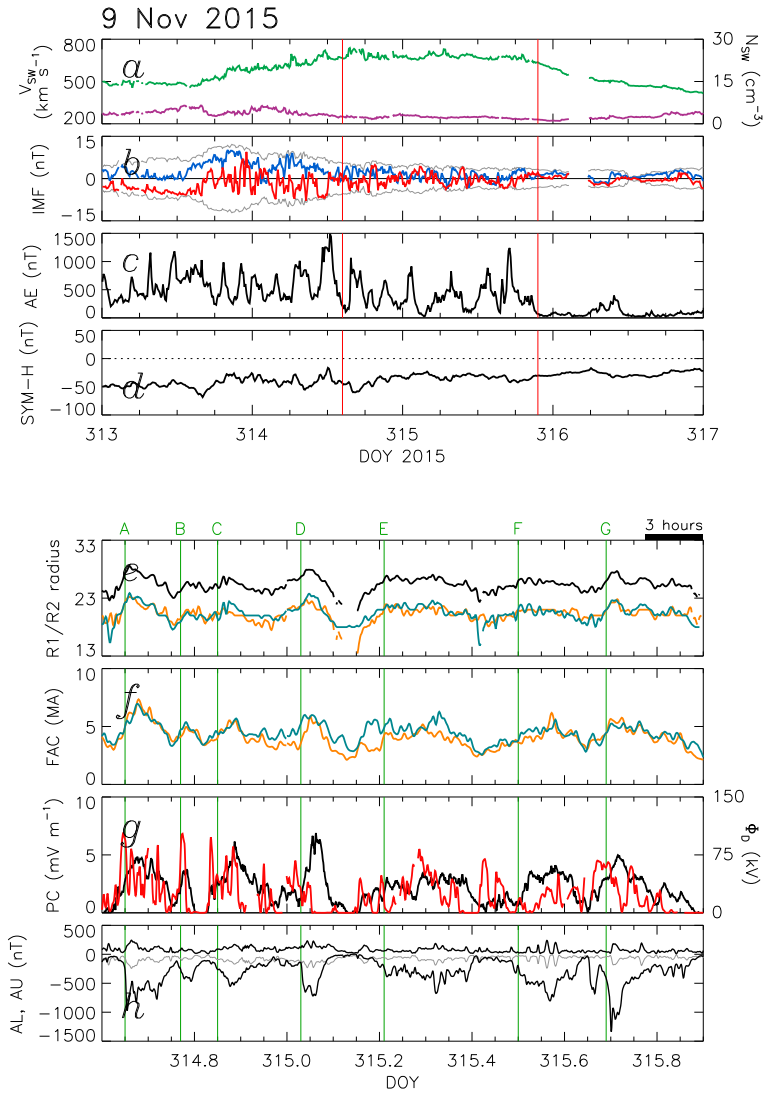 9 Nov 2015
800
500
200
V_sw (km s⁻¹)
a
30
15
0
N_sw (cm⁻³)
15
0
−15
IMF (nT)
b
1500
1000
500
0
AE (nT)
c
50
0
−50
−100
SYM−H (nT)
d
313 314 315 316 317
DOY 2015
A B C D E F G 3 hours
33
23
13
R1/R2 radius
e
10
5
0
FAC (MA)
f
10
5
0
PC (mV m⁻¹)
g
150
75
0
Φ_D (kV)
500
0
−500
−1000
−1500
AL, AU (nT)
h
314.8 315.0 315.2 315.4 315.6 315.8
DOY